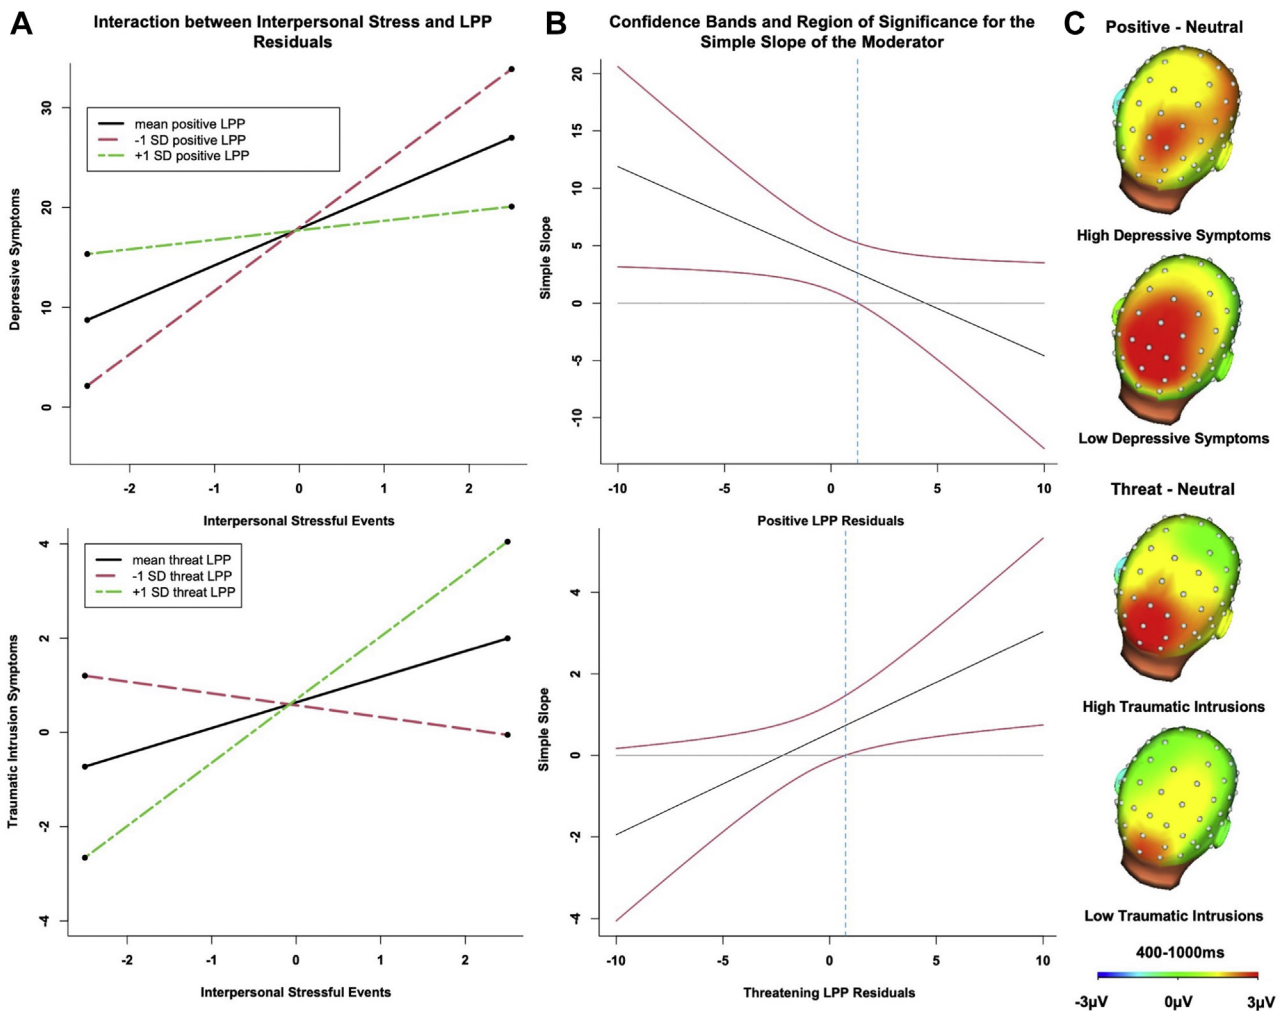 A
Interaction between Interpersonal Stress and LPP
Residuals
mean positive LPP
-1 SD positive LPP
+1 SD positive LPP
Depressive Symptoms
30
20
10
0
-2
-1
0
1
2
Interpersonal Stressful Events
mean threat LPP
-1 SD threat LPP
+1 SD threat LPP
Traumatic Intrusion Symptoms
4
2
0
-2
-4
-2
-1
0
1
2
Interpersonal Stressful Events
B
Confidence Bands and Region of Significance for the
Simple Slope of the Moderator
Simple Slope
20
15
10
5
0
-5
-10
-10
-5
0
5
10
Positive LPP Residuals
Simple Slope
4
2
0
-2
-4
-10
-5
0
5
10
Threatening LPP Residuals
C
Positive - Neutral
High Depressive Symptoms
Low Depressive Symptoms
Threat - Neutral
High Traumatic Intrusions
Low Traumatic Intrusions
400-1000ms
-3µV
0µV
3µV